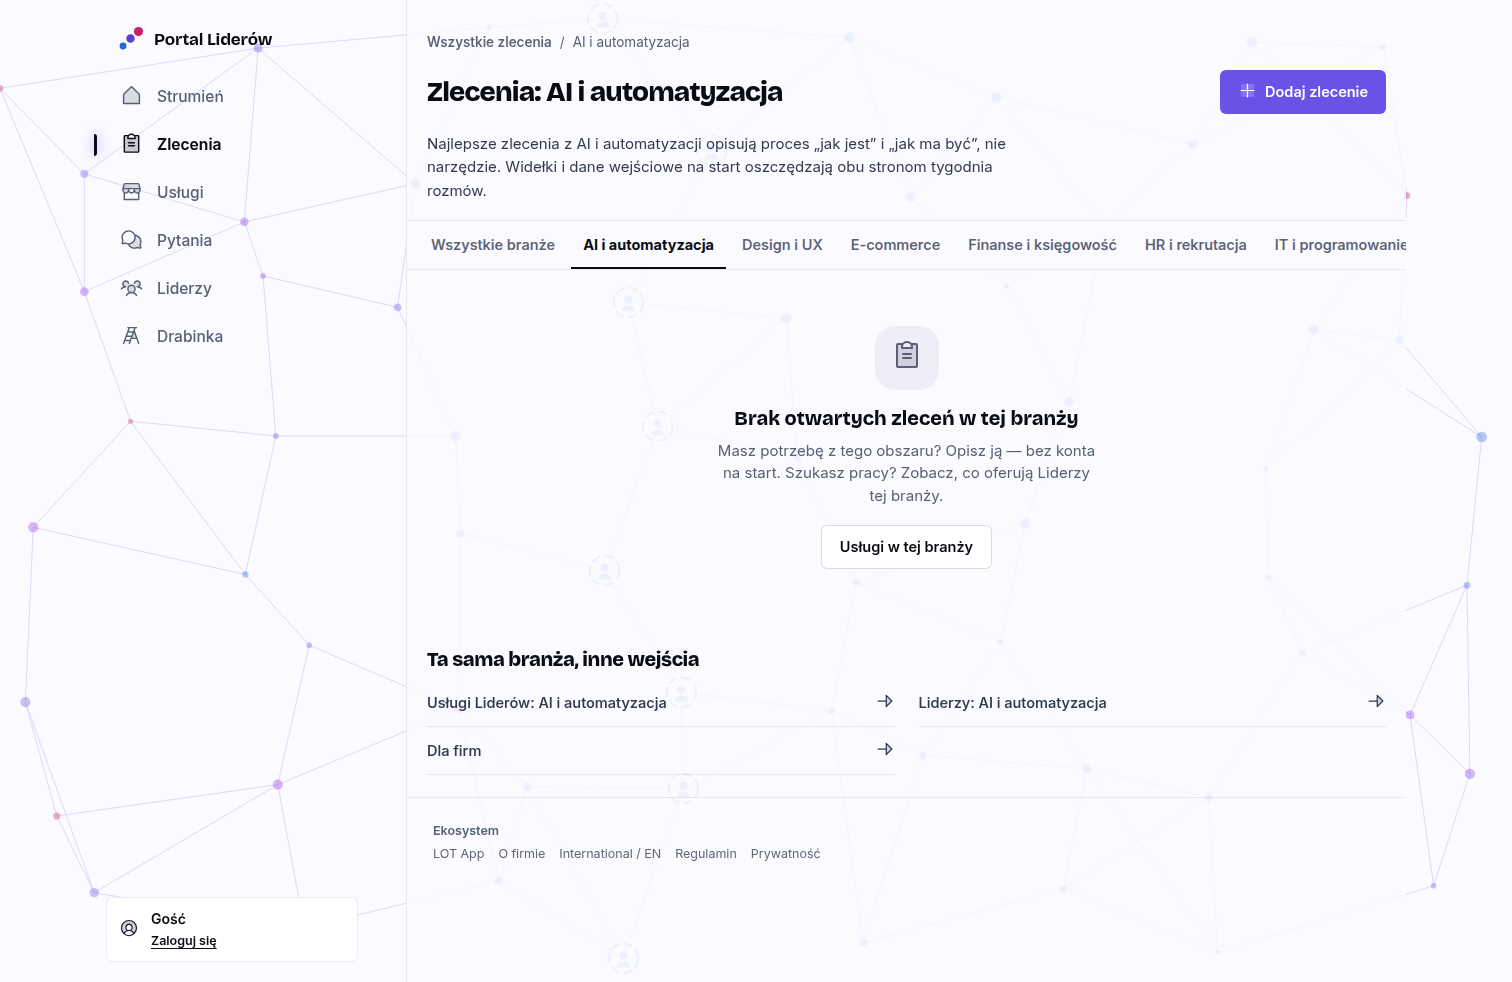 Portal Liderów
Strumień
Zlecenia
Usługi
Pytania
Liderzy
Drabinka
Gość
Zaloguj się
Wszystkie zlecenia / AI i automatyzacja
Zlecenia: AI i automatyzacja
Dodaj zlecenie
Najlepsze zlecenia z AI i automatyzacji opisują proces „jak jest” i „jak ma być”, nie
narzędzie. Widełki i dane wejściowe na start oszczędzają obu stronom tygodnia
rozmów.
Wszystkie branże AI i automatyzacja Design i UX E-commerce Finanse i księgowość HR i rekrutacja IT i programowanie
Brak otwartych zleceń w tej branży
Masz potrzebę z tego obszaru? Opisz ją — bez konta
na start. Szukasz pracy? Zobacz, co oferują Liderzy
tej branży.
Usługi w tej branży
Ta sama branża, inne wejścia
Usługi Liderów: AI i automatyzacja
Liderzy: AI i automatyzacja
Dla firm
Ekosystem
LOT App O firmie International / EN Regulamin Prywatność